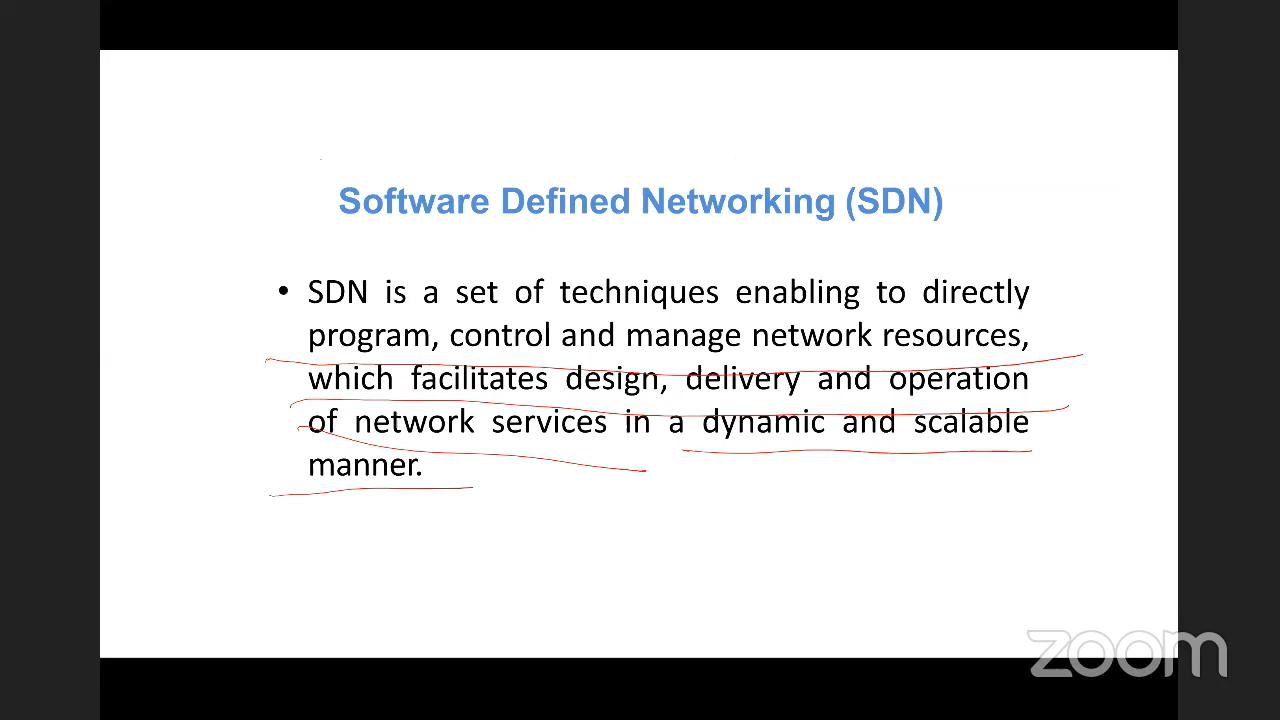 Software Defined Networking (SDN)
• SDN is a set of techniques enabling to directly
program, control and manage network resources,
which facilitates design, delivery and operation
of network services in a dynamic and scalable
manner.
zoom